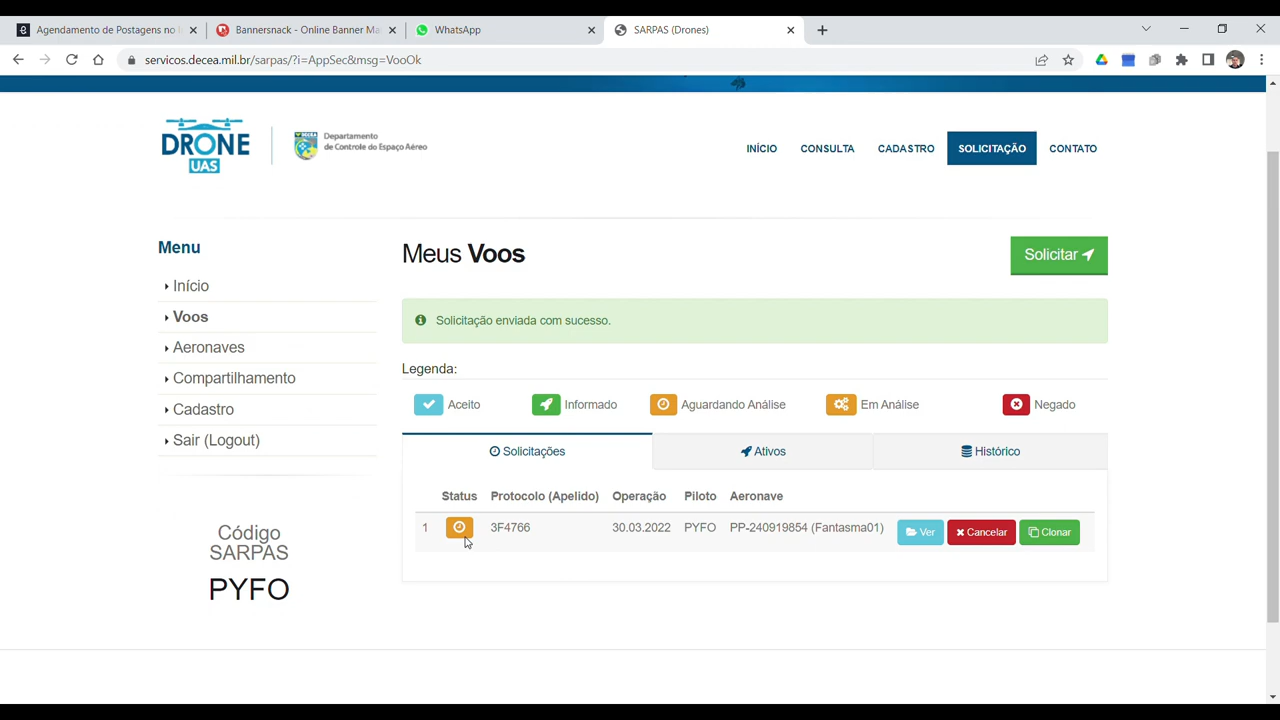 Agendamento de Postagens no
Bannersnack - Online Banner Ma
WhatsApp
SARPAS (Drones)
servicos.decea.mil.br/sarpas/?i=AppSec&msg=VooOk
DRONE
UAS
Departamento
de Controle do Espaço Aéreo
INÍCIO
CONSULTA
CADASTRO
SOLICITAÇÃO
CONTATO
Menu
Início
Voos
Aeronaves
Compartilhamento
Cadastro
Sair (Logout)
Código
SARPAS
PYFO
Meus Voos
Solicitar
Solicitação enviada com sucesso.
Legenda:
Aceito
Informado
Aguardando Análise
Em Análise
Negado
Solicitações
Ativos
Histórico
Status Protocolo (Apelido) Operação Piloto Aeronave
1 3F4766 30.03.2022 PYFO PP-240919854 (Fantasma01) Ver Cancelar Clonar